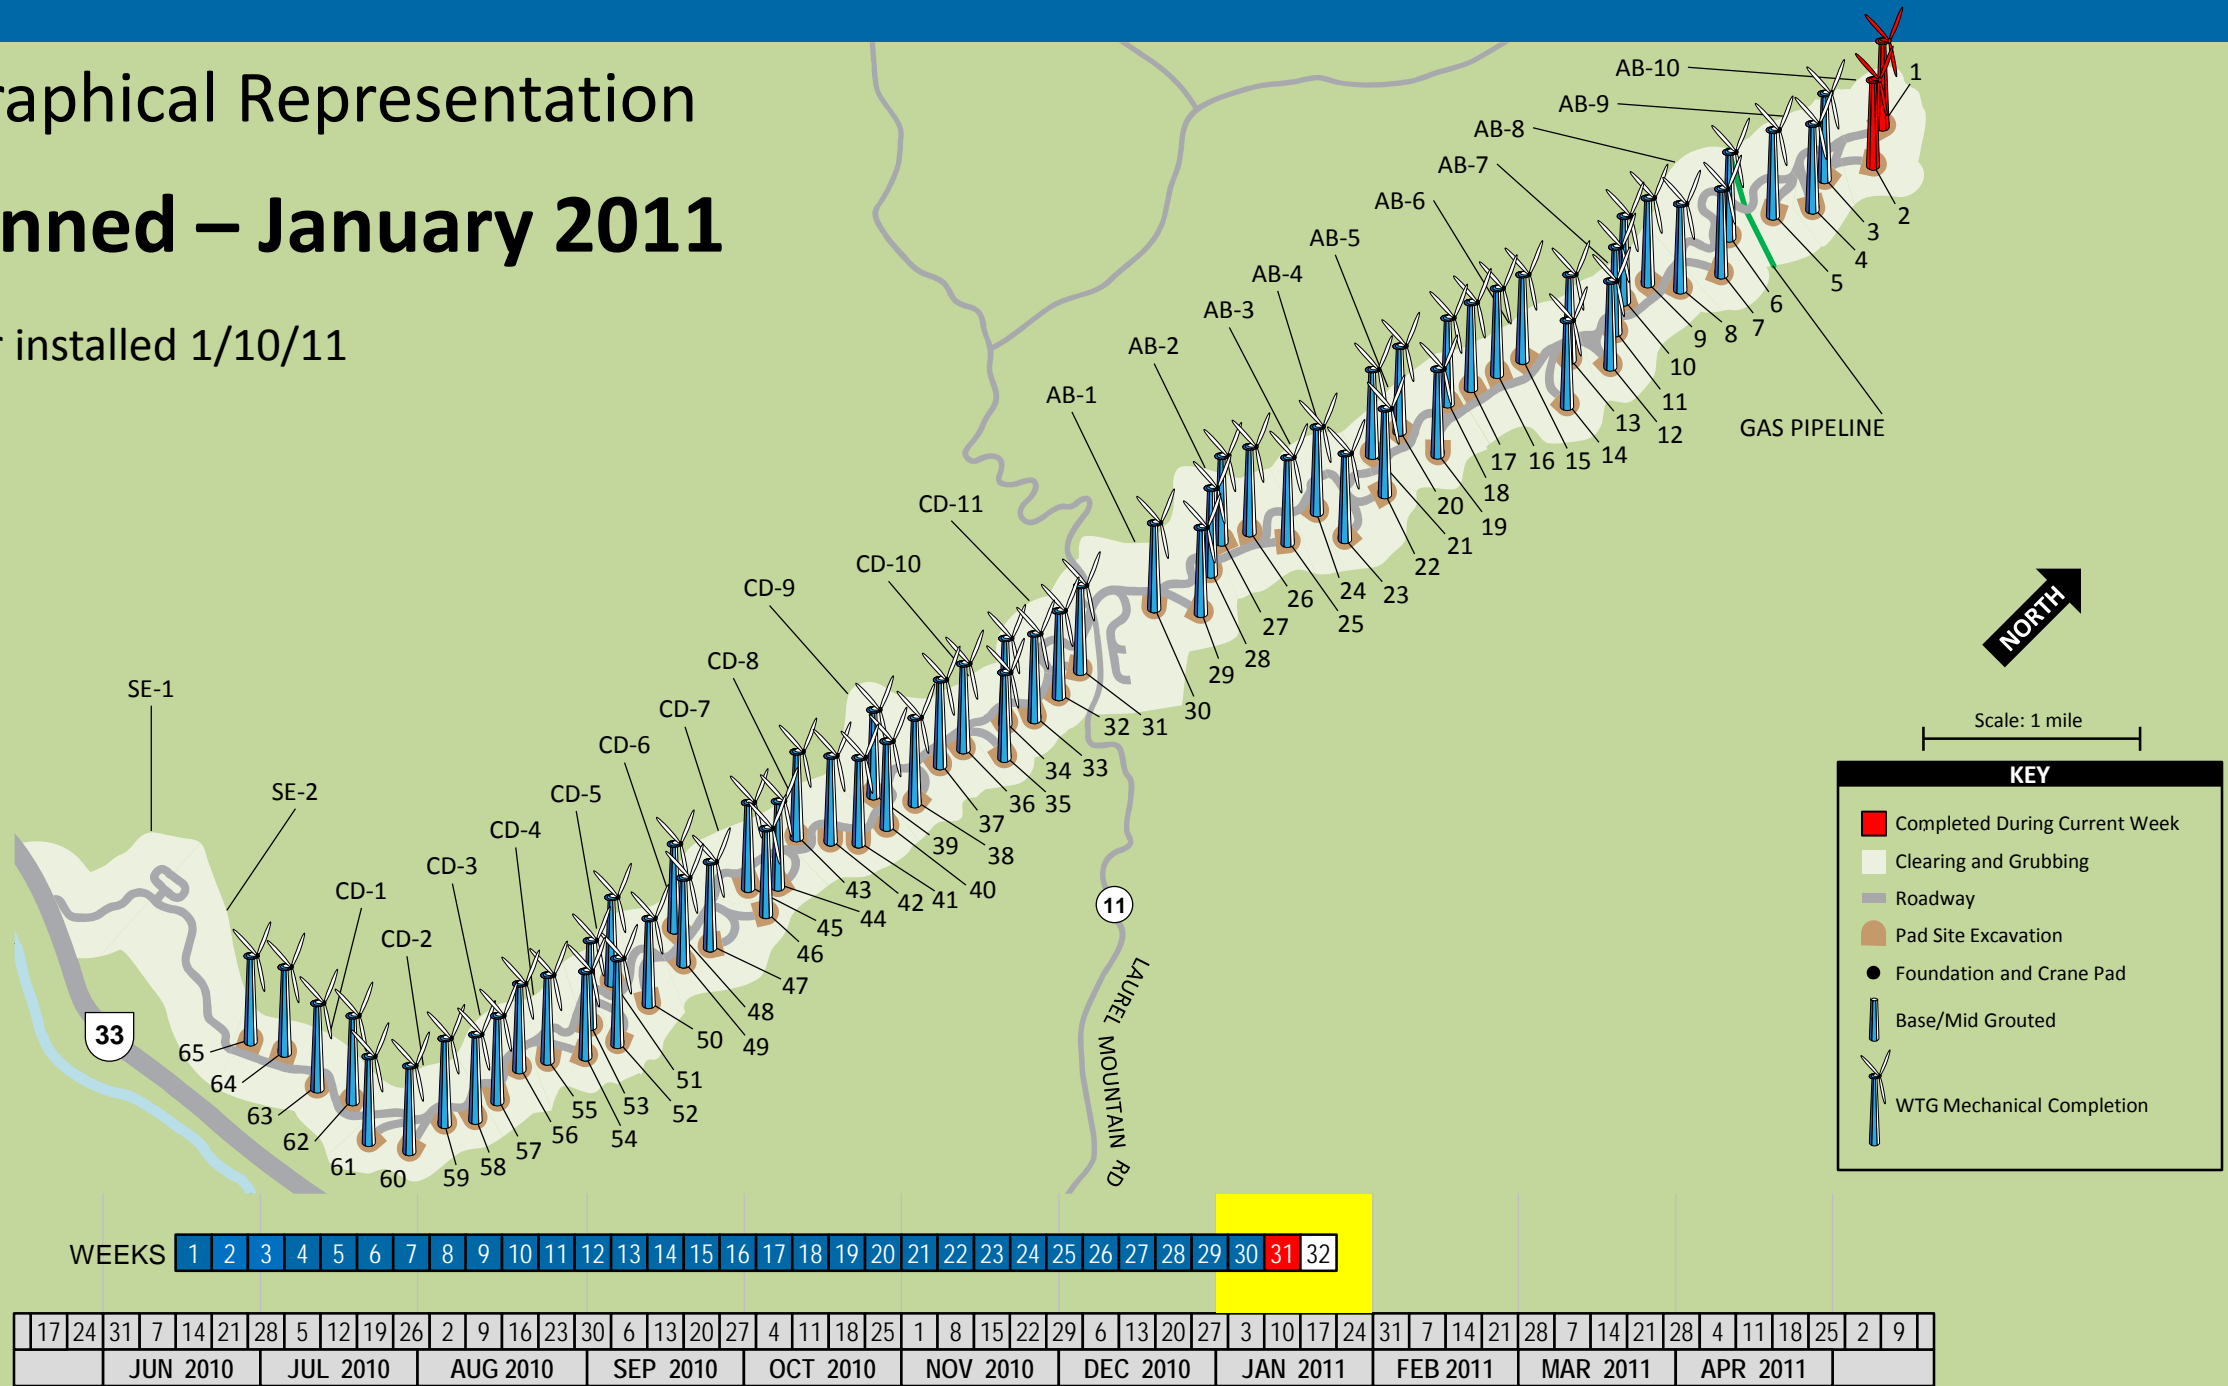 raphical Representation
nned – January 2011
r installed 1/10/11
AB-10
1
AB-9
AB-8
AB-7
AB-6
AB-5
AB-4
AB-3
AB-2
AB-1
2
3
4
5
6
7
8
9
10
11
12
13
14
15
16
17
18
19
20
21
22
23
24
25
26
27
28
29
30
GAS PIPELINE
CD-11
CD-10
CD-9
CD-8
CD-7
CD-6
CD-5
CD-4
CD-3
CD-2
CD-1
SE-2
SE-1
31
32
33
34
35
36
37
38
39
40
41
42
43
44
45
46
47
48
49
50
51
52
53
54
55
56
57
58
59
60
61
62
63
64
65
33
11
LAUREL MOUNTAIN RD
NORTH
Scale: 1 mile
KEY
Completed During Current Week
Clearing and Grubbing
Roadway
Pad Site Excavation
Foundation and Crane Pad
Base/Mid Grouted
WTG Mechanical Completion
WEEKS 1 2 3 4 5 6 7 8 9 10 11 12 13 14 15 16 17 18 19 20 21 22 23 24 25 26 27 28 29 30 31 32
17 24 31 7 14 21 28 5 12 19 26 2 9 16 23 30 6 13 20 27 4 11 18 25 1 8 15 22 29 6 13 20 27 3 10 17 24 31 7 14 21 28 7 14 21 28 4 11 18 25 2 9
JUN 2010 JUL 2010 AUG 2010 SEP 2010 OCT 2010 NOV 2010 DEC 2010 JAN 2011 FEB 2011 MAR 2011 APR 2011